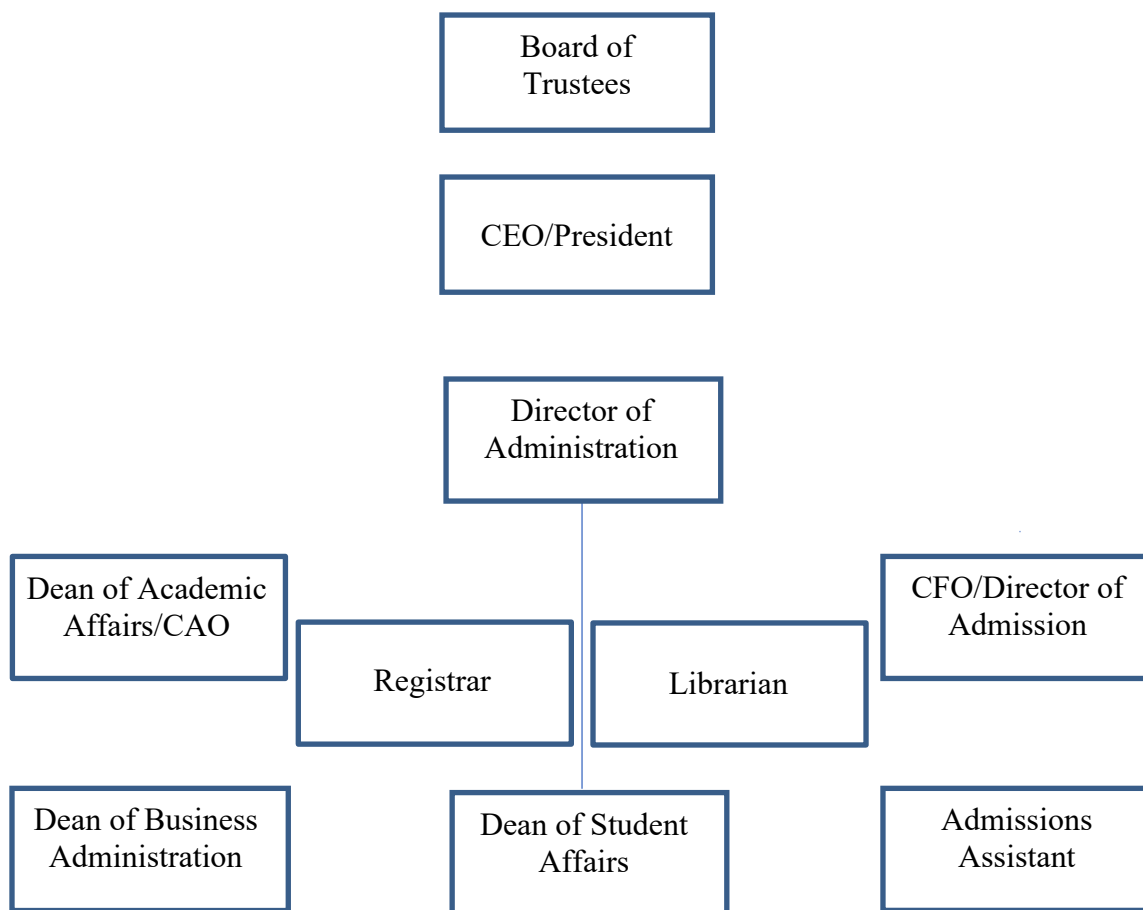 Board of
Trustees
CEO/President
Director of
Administration
Dean of Academic
Affairs/CAO
CFO/Director of
Admission
Registrar
Librarian
Dean of Business
Administration
Dean of Student
Affairs
Admissions
Assistant